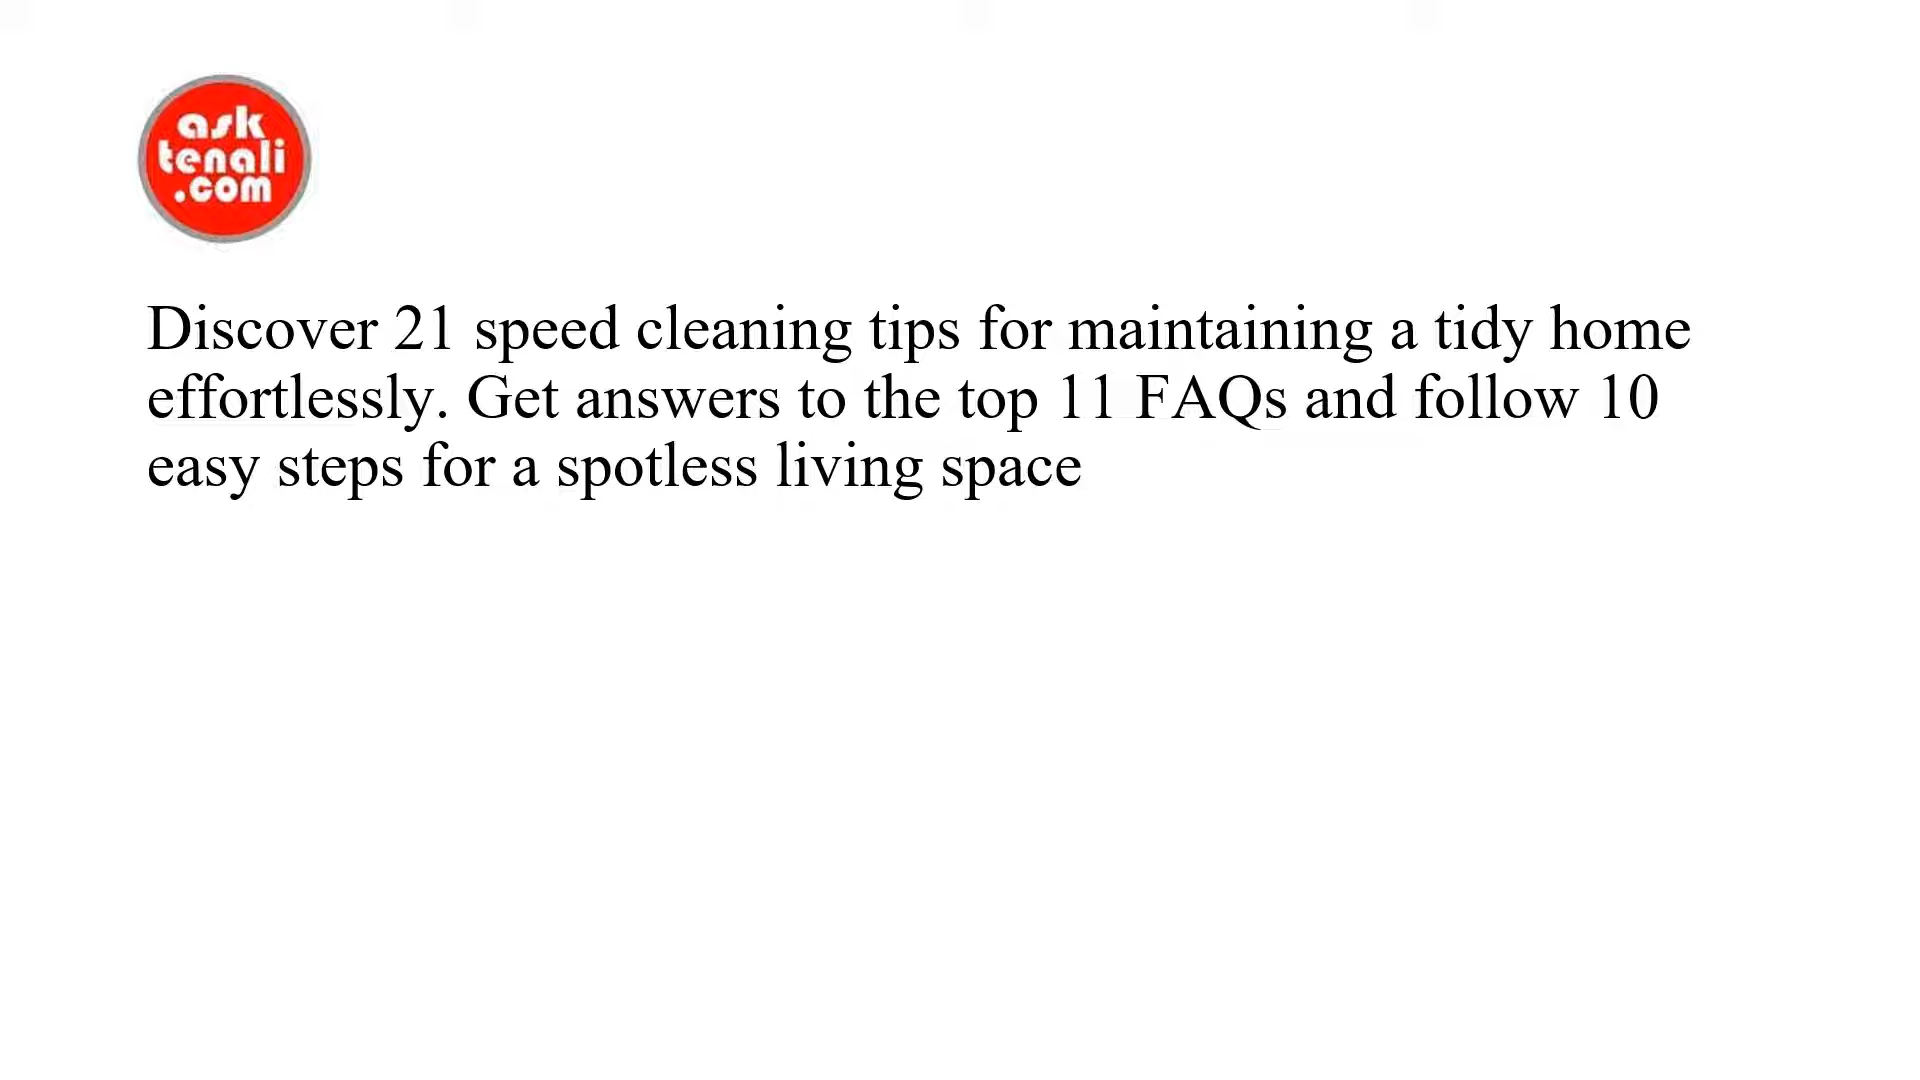 ask
tenali
.com
Discover 21 speed cleaning tips for maintaining a tidy home
effortlessly. Get answers to the top 11 FAQs and follow 10
easy steps for a spotless living space